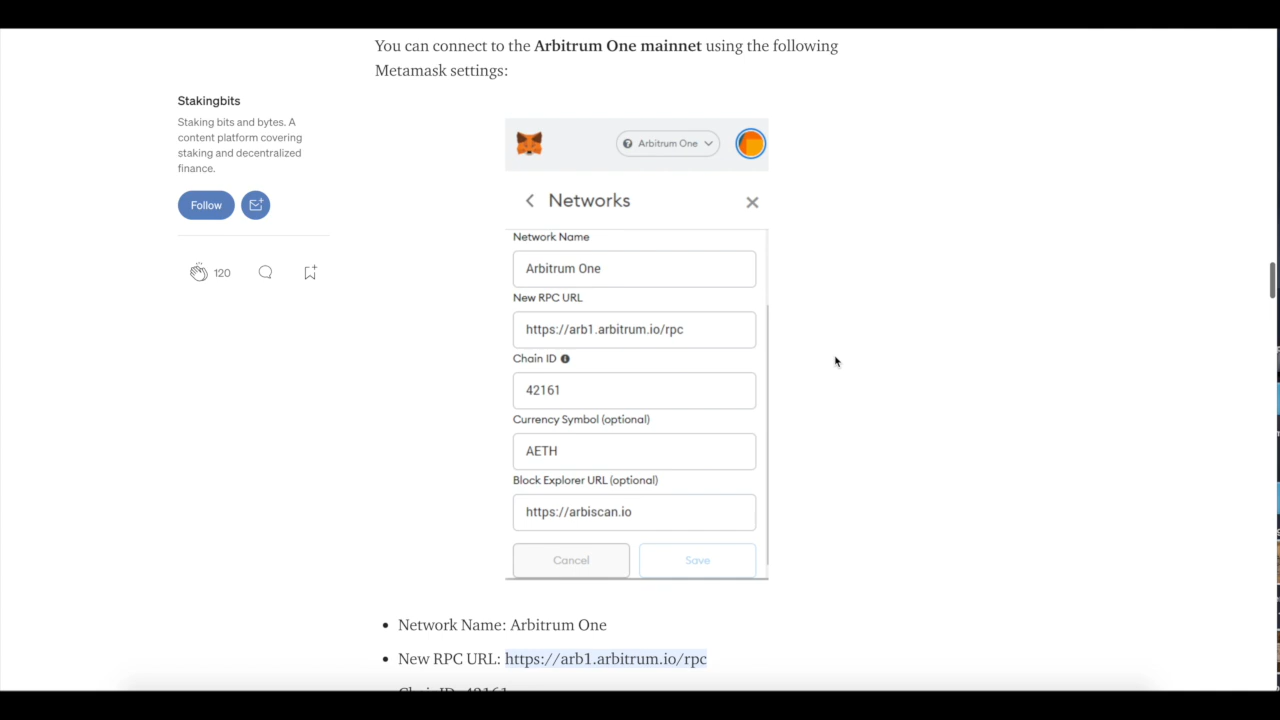 You can connect to the Arbitrum One mainnet using the following
Metamask settings:
Stakingbits
Staking bits and bytes. A
content platform covering
staking and decentralized
finance.
Follow
120
Arbitrum One
Networks
Network Name
Arbitrum One
New RPC URL
https://arb1.arbitrum.io/rpc
Chain ID
42161
Currency Symbol (optional)
AETH
Block Explorer URL (optional)
https://arbiscan.io
Cancel
Save
Network Name: Arbitrum One
New RPC URL: https://arb1.arbitrum.io/rpc
Chain ID: 42161